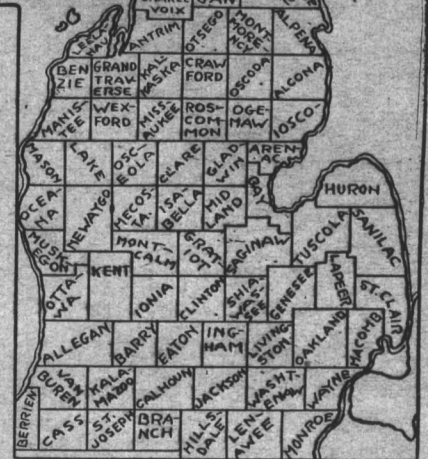 VOIX
ANTRIM
OTSEGO
MONT-
MORE-
NCY
ALPENA
LEELA-
NAU
BEN
ZIE
GRAND
TRAV
ERSE
KAL-
KASKA
CRAW
FORD
OSCODA
ALCONA
MANIS-
TEE
WEX-
FORD
MISS-
AUKEE
ROS-
COM-
MON
OGE-
MAW
IOSCO-
MASON
LAKE
OSC-
EOLA
CLARE
GLAD-
WIN
AREN-
AC
OCEA-
NA
NEWAYGO
MECOS-
TA-
ISA-
BELLA
MID
LAND
BAY
HURON
MUSK-
EGON
MONT-
CALM
GRAT-
IOT
SAGINAW
TUSCOLA
SANILAC
KENT
OTTA-
WA
IONIA
CLINTON
SHIA-
WAS-
SEE
GENESEE
LAPEER
ST. CLAIR
ALLEGAN
BARRY
EATON
ING-
HAM
LIVING-
STON
OAKLAND
MACOMB
VAN
BUREN
KALA-
MAZOO
CALHOUN
JACKSON
WASHT-
ENAW
WAYNE
BERRIEN
CASS
ST.
JOSEPH
BRA-
NCH
HILLS-
DALE
LEN-
AWEE
MONROE